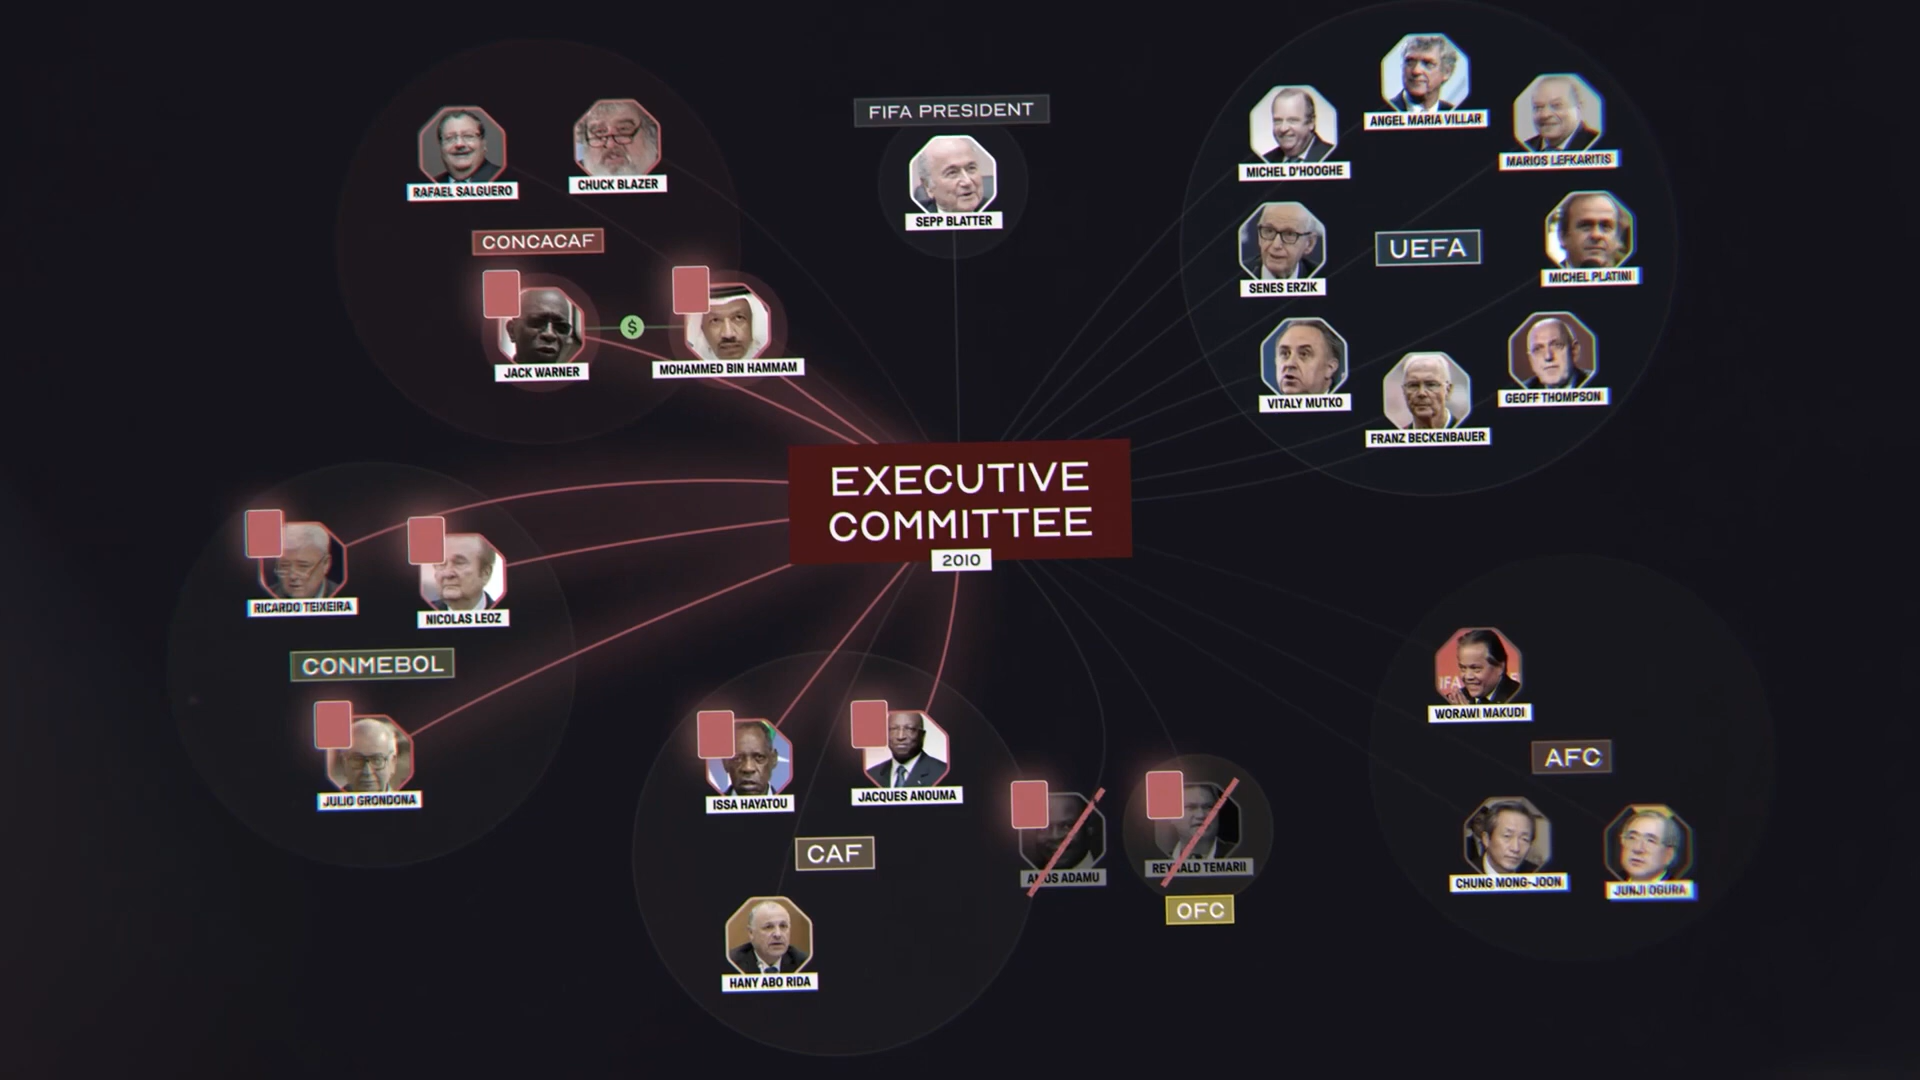 FIFA PRESIDENT
SEPP BLATTER
RAFAEL SALGUERO
CHUCK BLAZER
CONCACAF
JACK WARNER
$
MOHAMMED BIN HAMMAM
ANGEL MARIA VILLAR
MICHEL D'HOOGHE
MARIOS LEFKARITIS
SENES ERZIK
UEFA
MICHEL PLATINI
VITALY MUTKO
FRANZ BECKENBAUER
GEOFF THOMPSON
EXECUTIVE
COMMITTEE
2010
RICARDO TEIXEIRA
NICOLAS LEOZ
CONMEBOL
JULIO GRONDONA
ISSA HAYATOU
JACQUES ANOUMA
CAF
HANY ABO RIDA
AMOS ADAMU
REYNALD TEMARII
OFC
WORAWI MAKUDI
AFC
CHUNG MONG-JOON
JUNJI OGURA